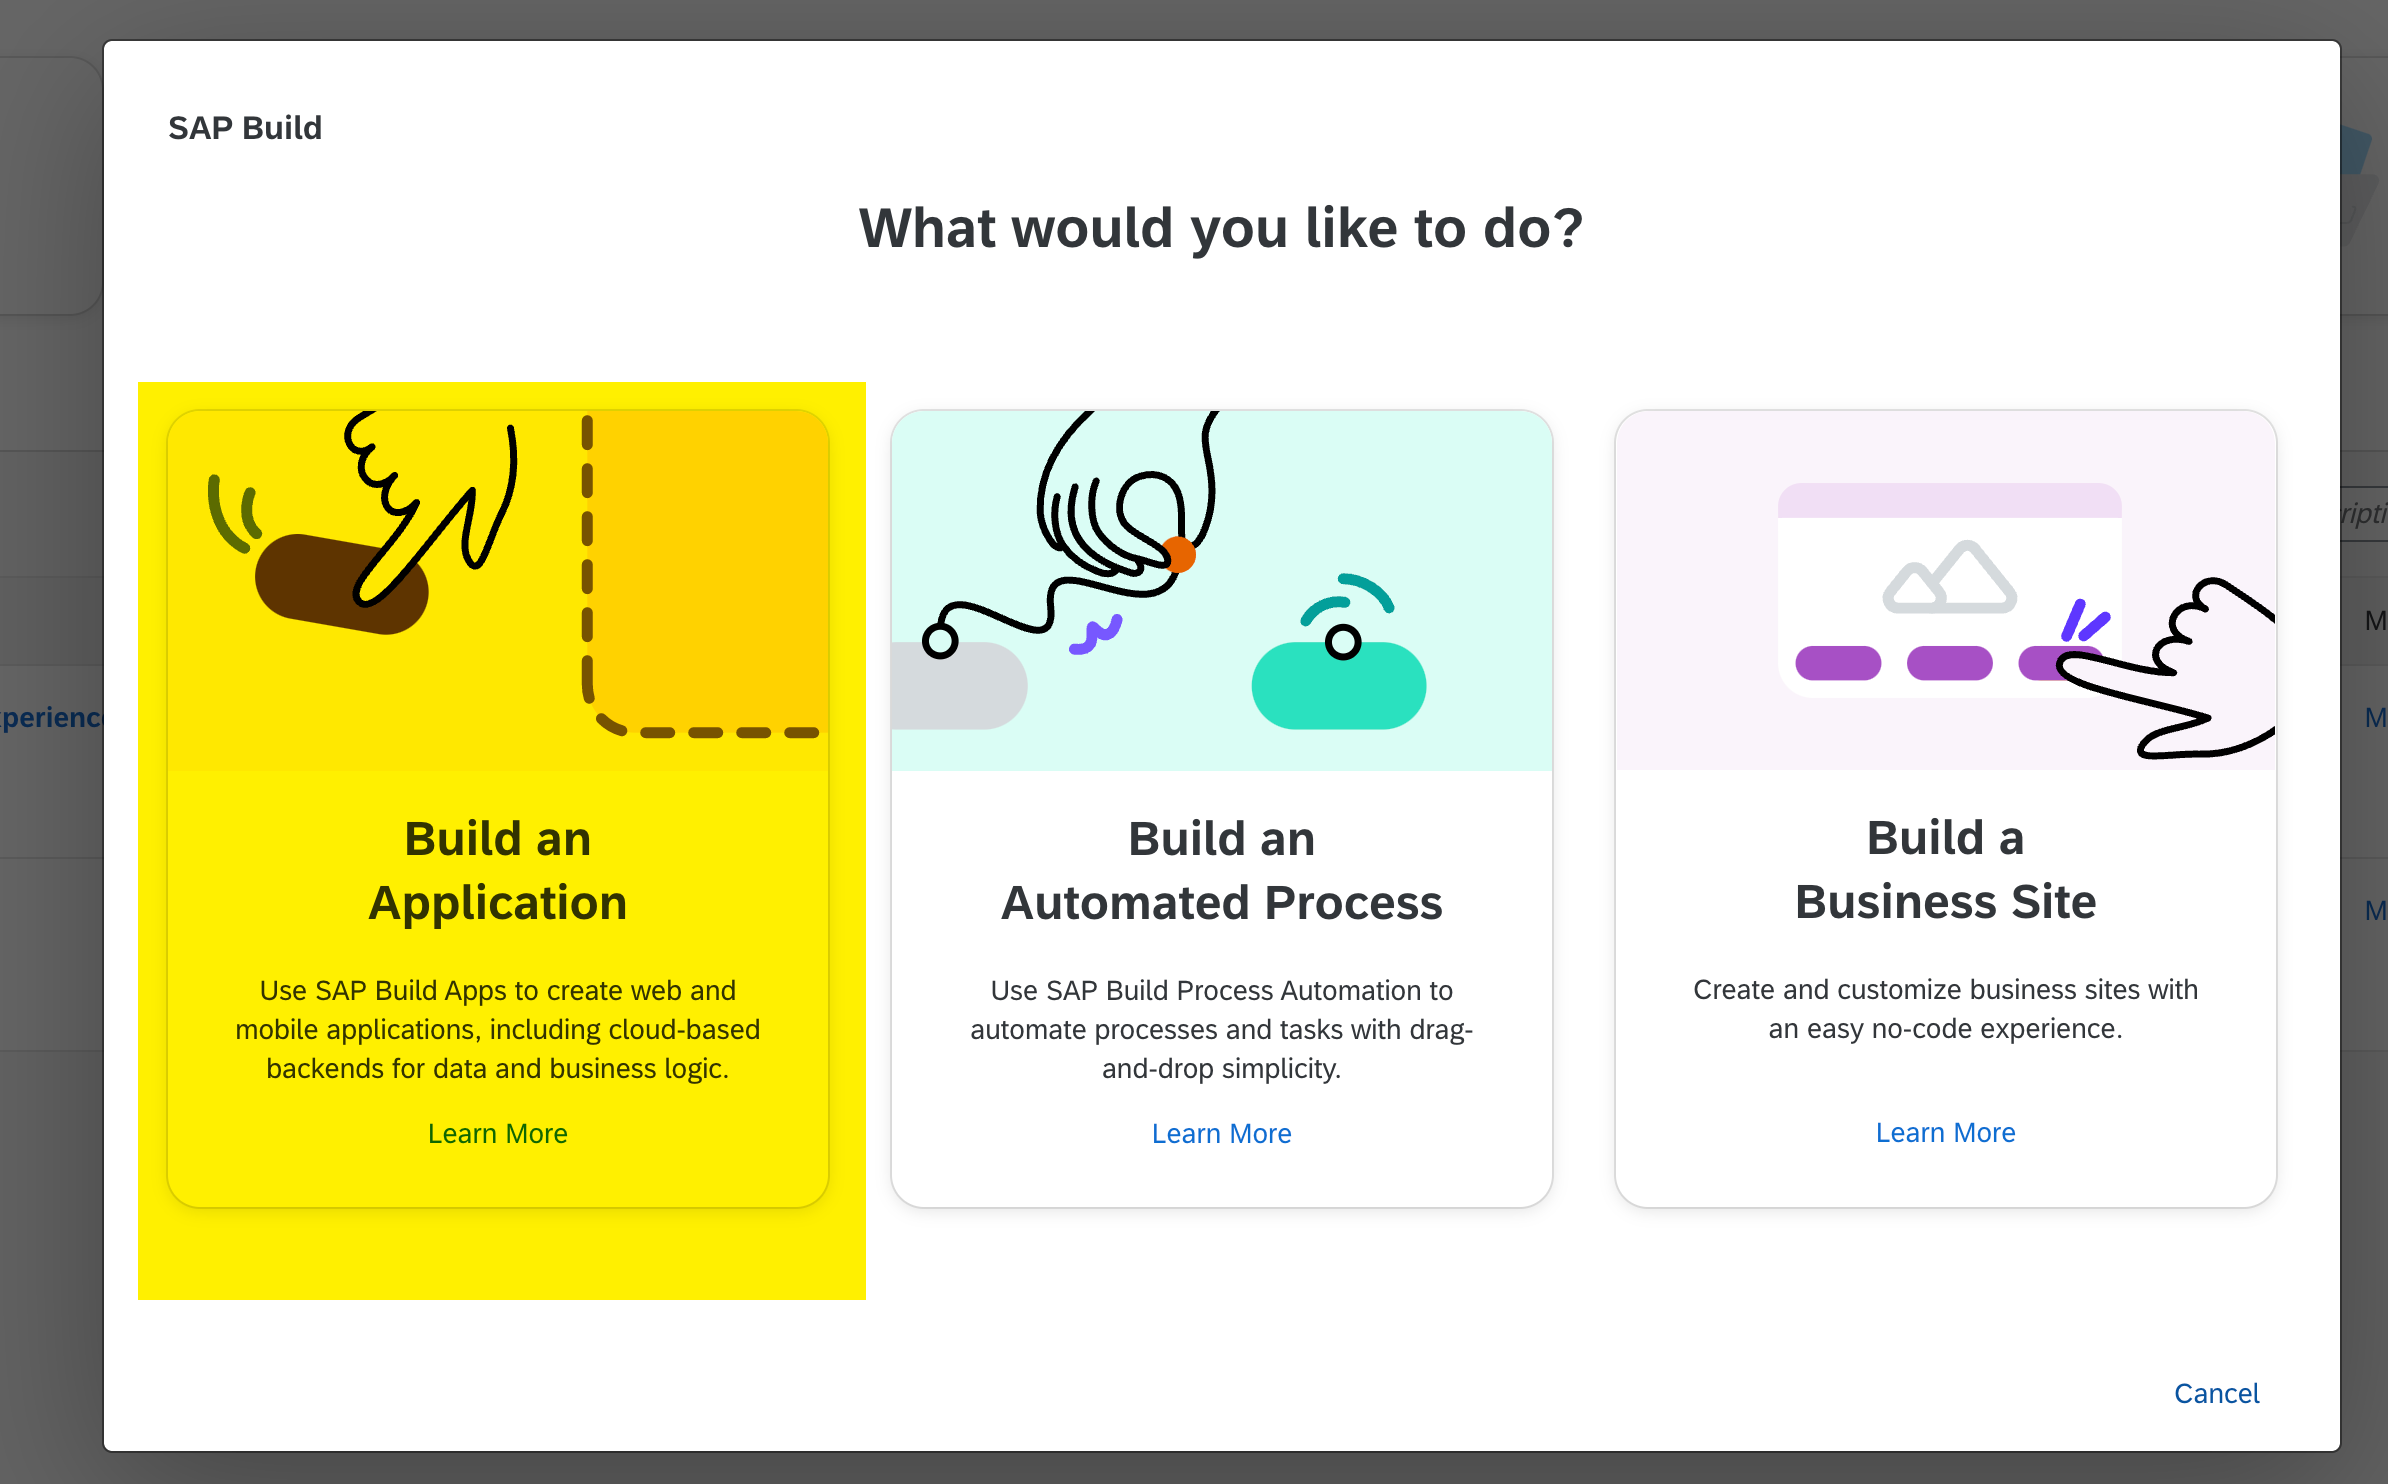 SAP Build
What would you like to do?
Build an
Application
Use SAP Build Apps to create web and
mobile applications, including cloud-based
backends for data and business logic.
Learn More
Build an
Automated Process
Use SAP Build Process Automation to
automate processes and tasks with drag-
and-drop simplicity.
Learn More
Build a
Business Site
Create and customize business sites with
an easy no-code experience.
Learn More
Cancel